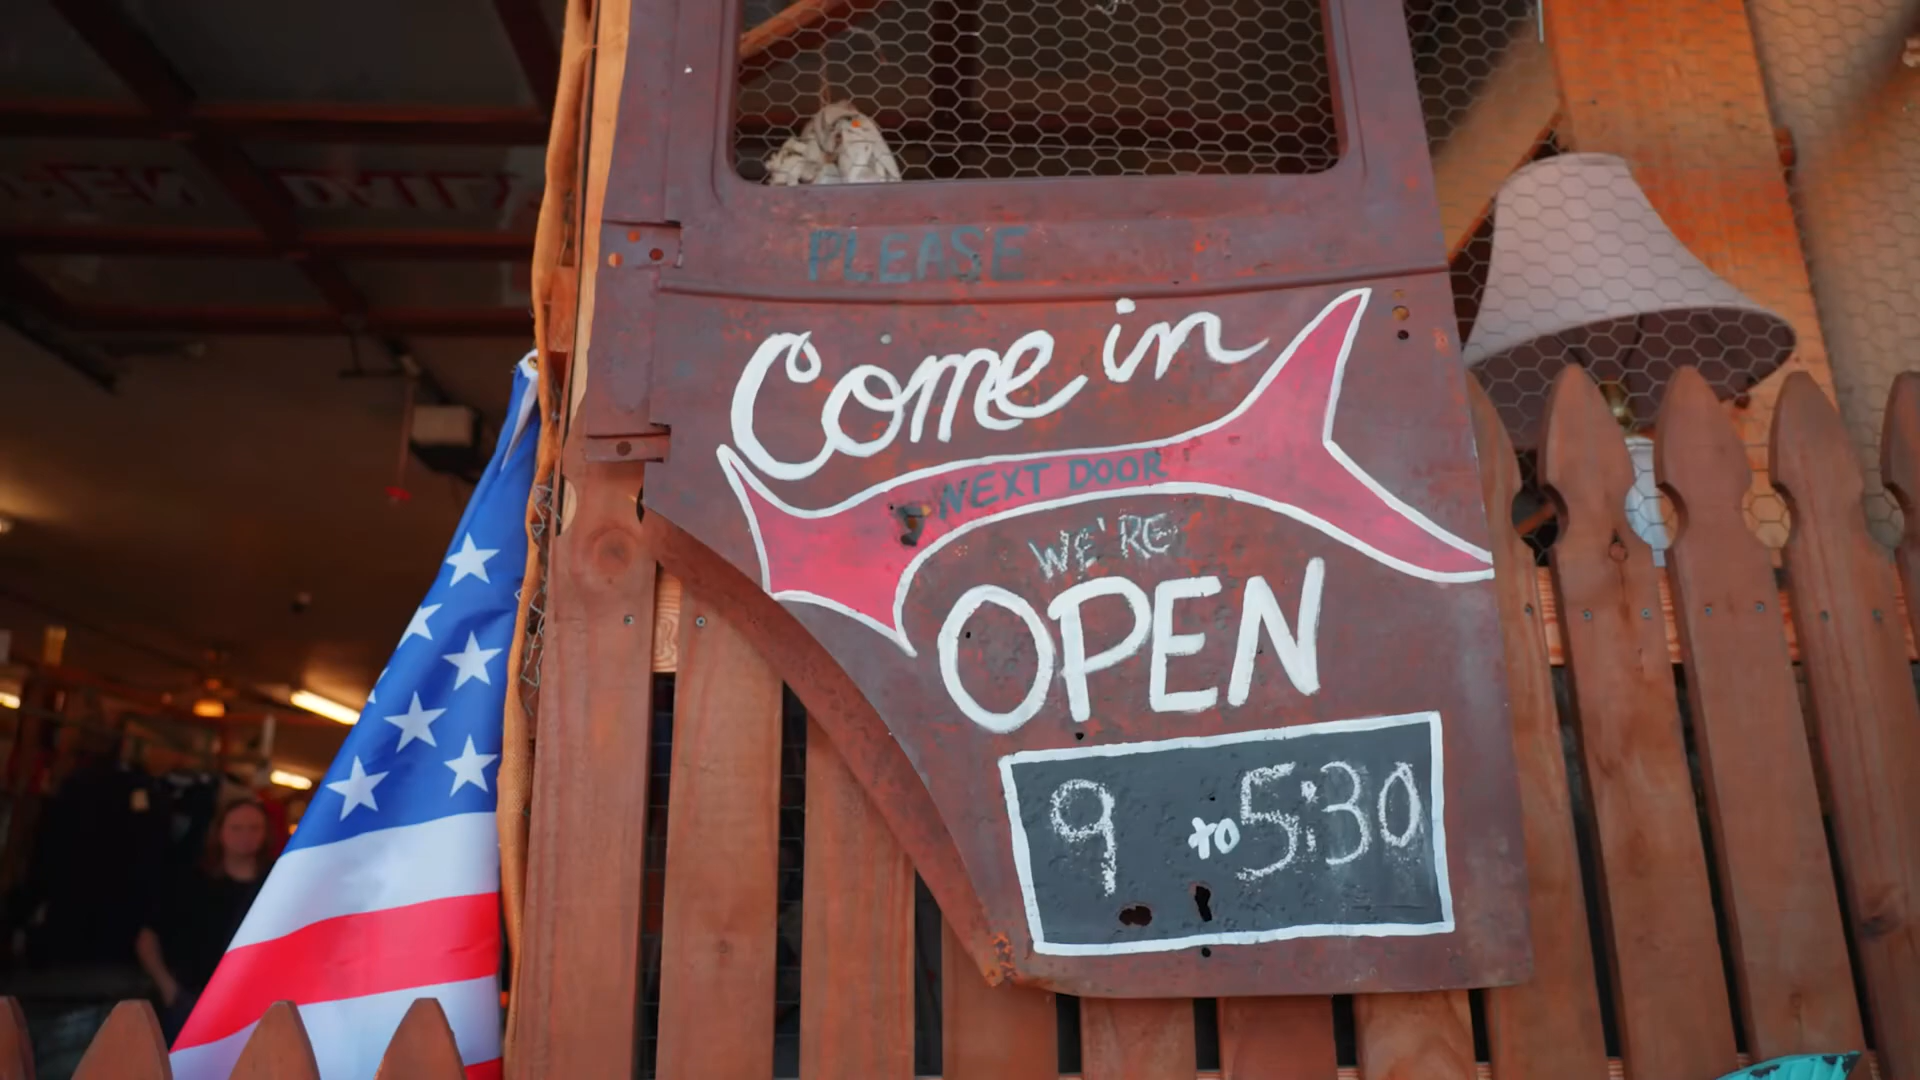 PLEASE
Come in
NEXT DOOR
WE'RE
OPEN
9 to 5:30